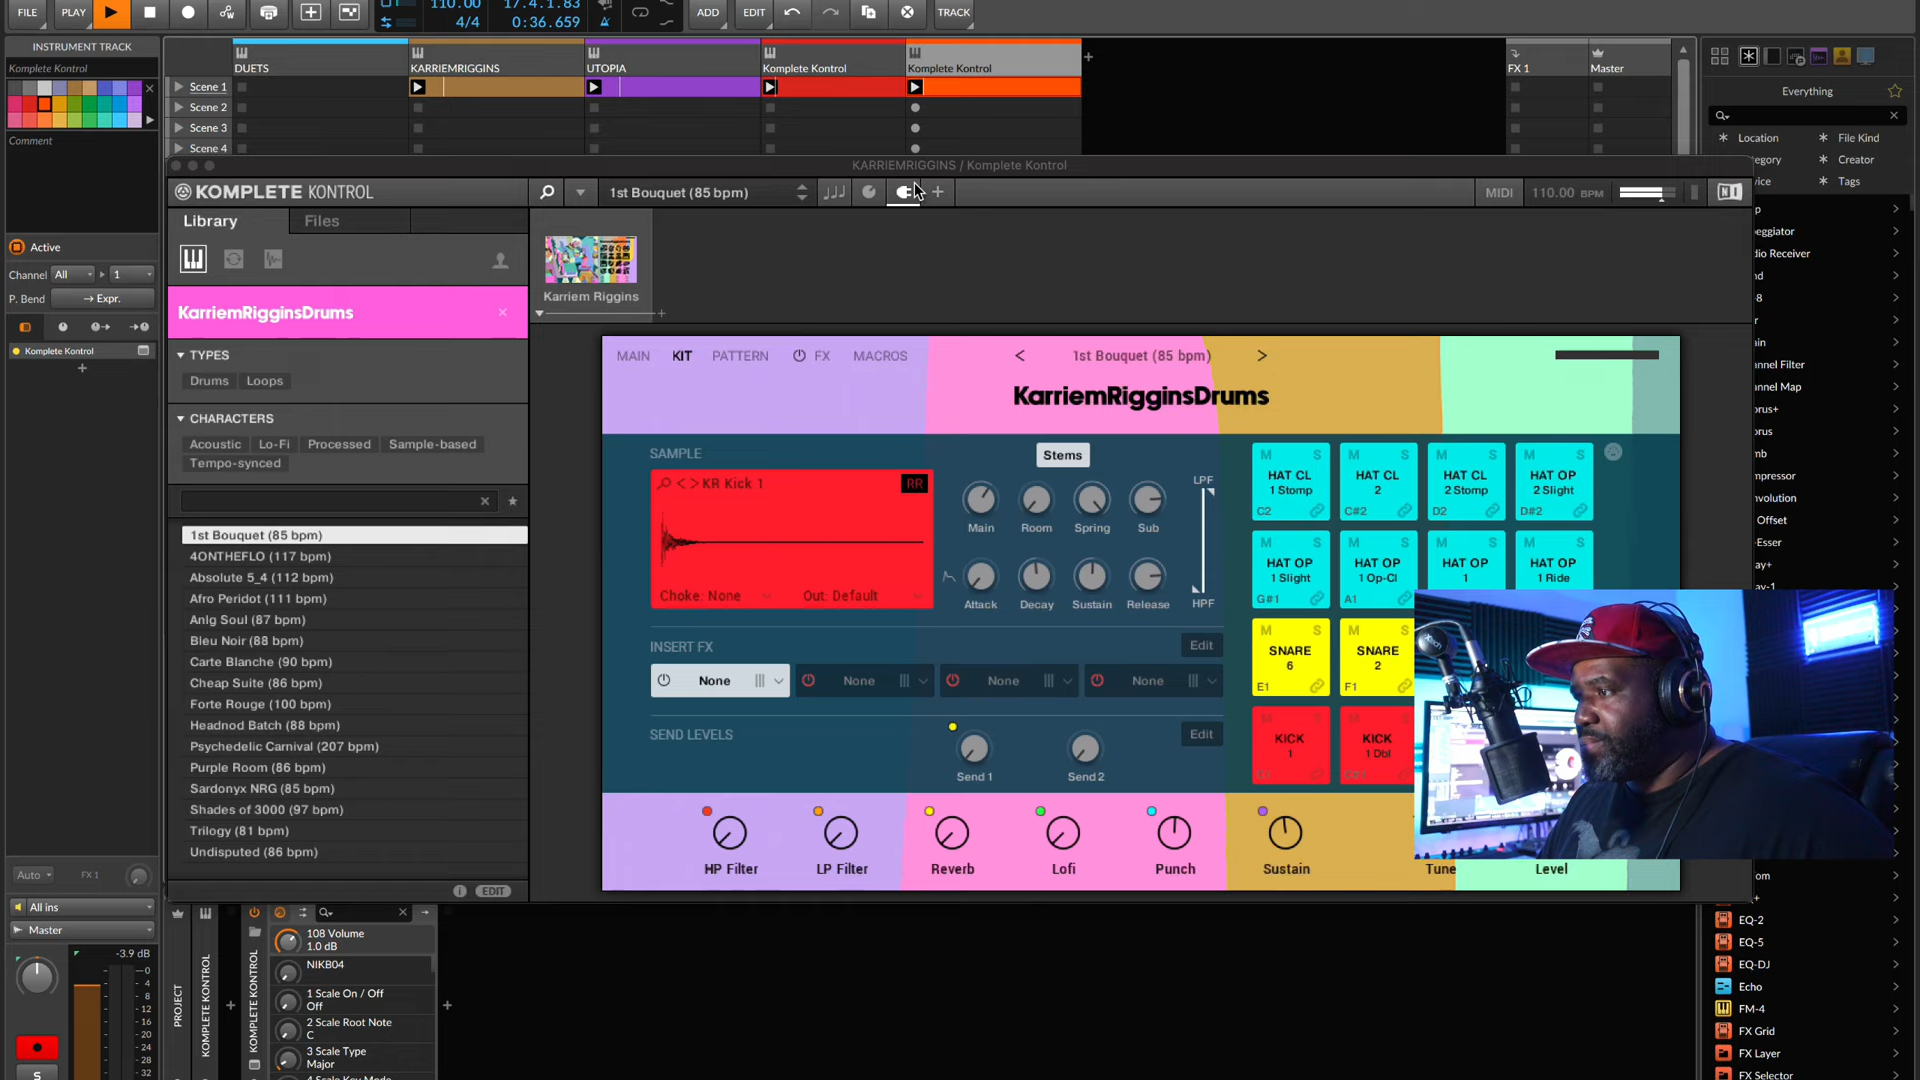 FILE
PLAY
110.00
4/4
17.4.1.83
0:36.659
ADD
EDIT
TRACK
INSTRUMENT TRACK
Komplete Kontrol
Comment
Active
Channel All 1
P. Bend → Expr.
Komplete Kontrol
DUETS
KARRIEMRIGGINS
UTOPIA
Komplete Kontrol
Komplete Kontrol
FX 1
Master
Scene 1
Scene 2
Scene 3
Scene 4
KARRIEMRIGGINS / Komplete Kontrol
KOMPLETE KONTROL
1st Bouquet (85 bpm)
MIDI
110.00 BPM
Library
Files
KarriemRigginsDrums
TYPES
Drums
Loops
CHARACTERS
Acoustic
Lo-Fi
Processed
Sample-based
Tempo-synced
1st Bouquet (85 bpm)
4ONTHEFLO (117 bpm)
Absolute 5_4 (112 bpm)
Afro Peridot (111 bpm)
Anlg Soul (87 bpm)
Bleu Noir (88 bpm)
Carte Blanche (90 bpm)
Cheap Suite (86 bpm)
Forte Rouge (100 bpm)
Headnod Batch (88 bpm)
Psychedelic Carnival (207 bpm)
Purple Room (86 bpm)
Sardonyx NRG (85 bpm)
Shades of 3000 (97 bpm)
Trilogy (81 bpm)
Undisputed (86 bpm)
EDIT
Karriem Riggins
MAIN
KIT
PATTERN
FX
MACROS
< 1st Bouquet (85 bpm) >
KarriemRigginsDrums
SAMPLE
KR Kick 1
RR
Choke: None
Out: Default
Stems
Main
Room
Spring
Sub
Attack
Decay
Sustain
Release
LPF
HPF
INSERT FX
Edit
None
None
None
None
SEND LEVELS
Edit
Send 1
Send 2
M S
HAT CL
1 Stomp
C2
M S
HAT CL
2
C#2
M S
HAT CL
2 Stomp
D2
M S
HAT OP
2 Slight
D#2
M S
HAT OP
1 Slight
G#1
M S
HAT OP
1 Op-Cl
A1
M S
HAT OP
1
M S
HAT OP
1 Ride
M S
SNARE
6
E1
M
SNARE
2
F1
M S
KICK
1
M
KICK
1 Dbl
HP Filter
LP Filter
Reverb
Lofi
Punch
Sustain
Tune
Level
Everything
Location
File Kind
Creator
Tags
EQ-2
EQ-5
EQ-DJ
Echo
FM-4
FX Grid
FX Layer
FX Selector
Auto
FX 1
All ins
Master
-3.9 dB
0
4
8
12
16
20
24
28
32
S
PROJECT
KOMPLETE KONTROL
KOMPLETE KONTROL
108 Volume
1.0 dB
NIKB04
1 Scale On / Off
Off
2 Scale Root Note
C
3 Scale Type
Major